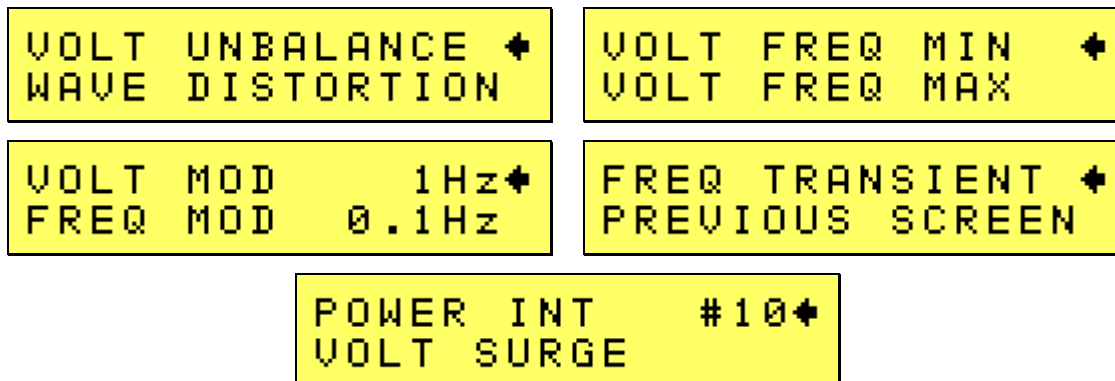 VOLT UNBALANCE
WAVE DISTORTION
VOLT FREQ MIN
VOLT FREQ MAX
VOLT MOD 1Hz
FREQ MOD 0.1Hz
FREQ TRANSIENT
PREVIOUS SCREEN
POWER INT #10
VOLT SURGE